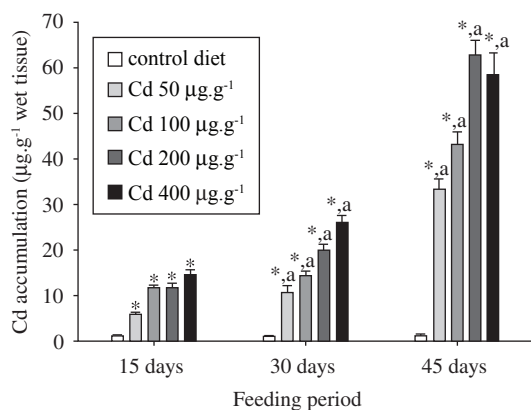 Cd accumulation (µg.g-1 wet tissue)
70
60
50
40
30
20
10
0
control diet
Cd 50 µg.g-1
Cd 100 µg.g-1
Cd 200 µg.g-1
Cd 400 µg.g-1
* * * *
*,a *,a *,a *,a
*,a *,a *,a *,a
15 days 30 days 45 days
Feeding period